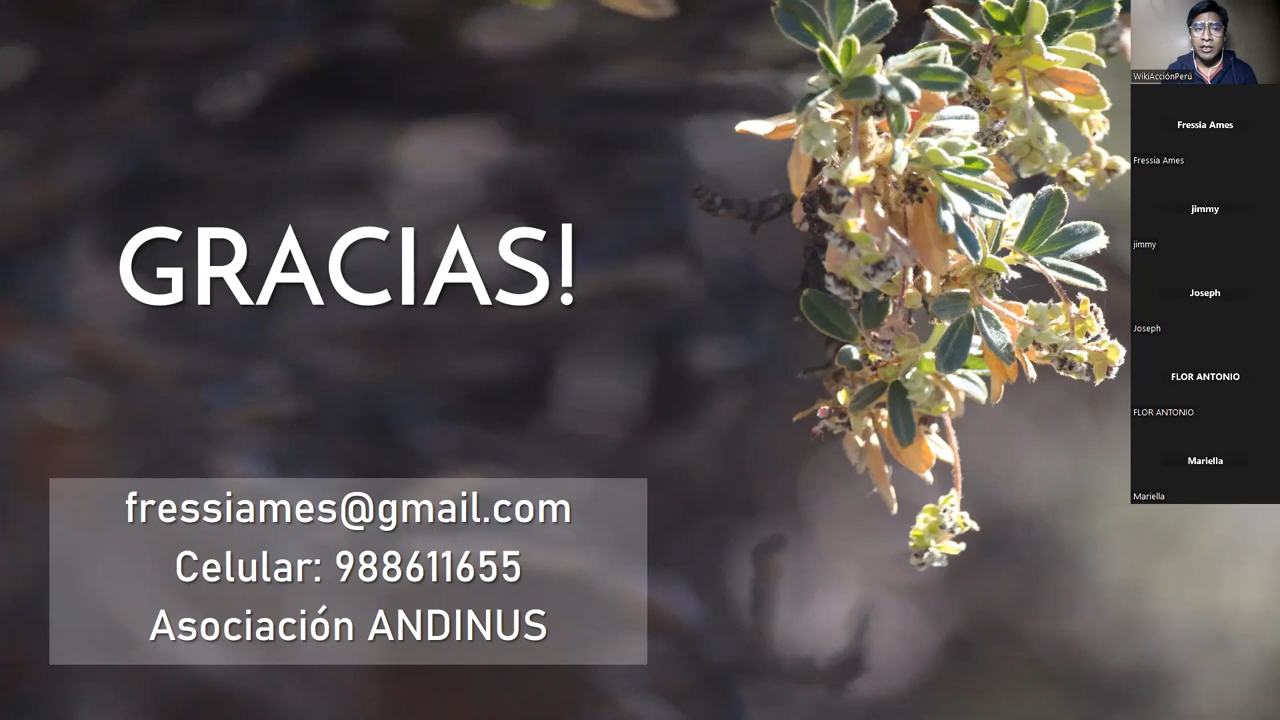 GRACIAS!
fressiames@gmail.com
Celular: 988611655
Asociación ANDINUS
WikiAcciónPerú
Fressia Ames
Fressia Ames
jimmy
jimmy
Joseph
Joseph
FLOR ANTONIO
FLOR ANTONIO
Mariella
Mariella